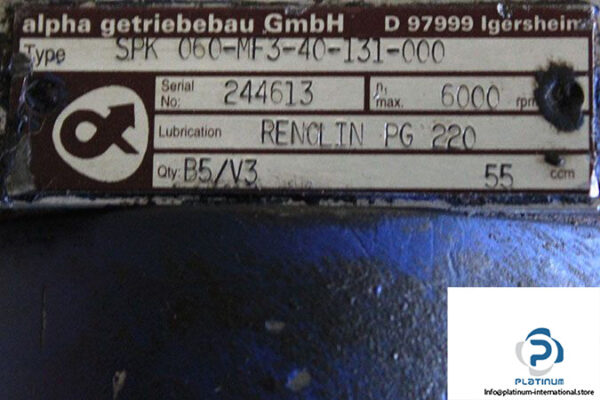 alpha getriebebau GmbH D 97999 Igersheim
Type SPK 060-MF3-40-131-000
Serial No: 244613 n1 max. 6000 rpm
Lubrication RENOLIN PG 220
Qty: B5/V3 55 ccm
PLATINUM
Info@platinum-international.store